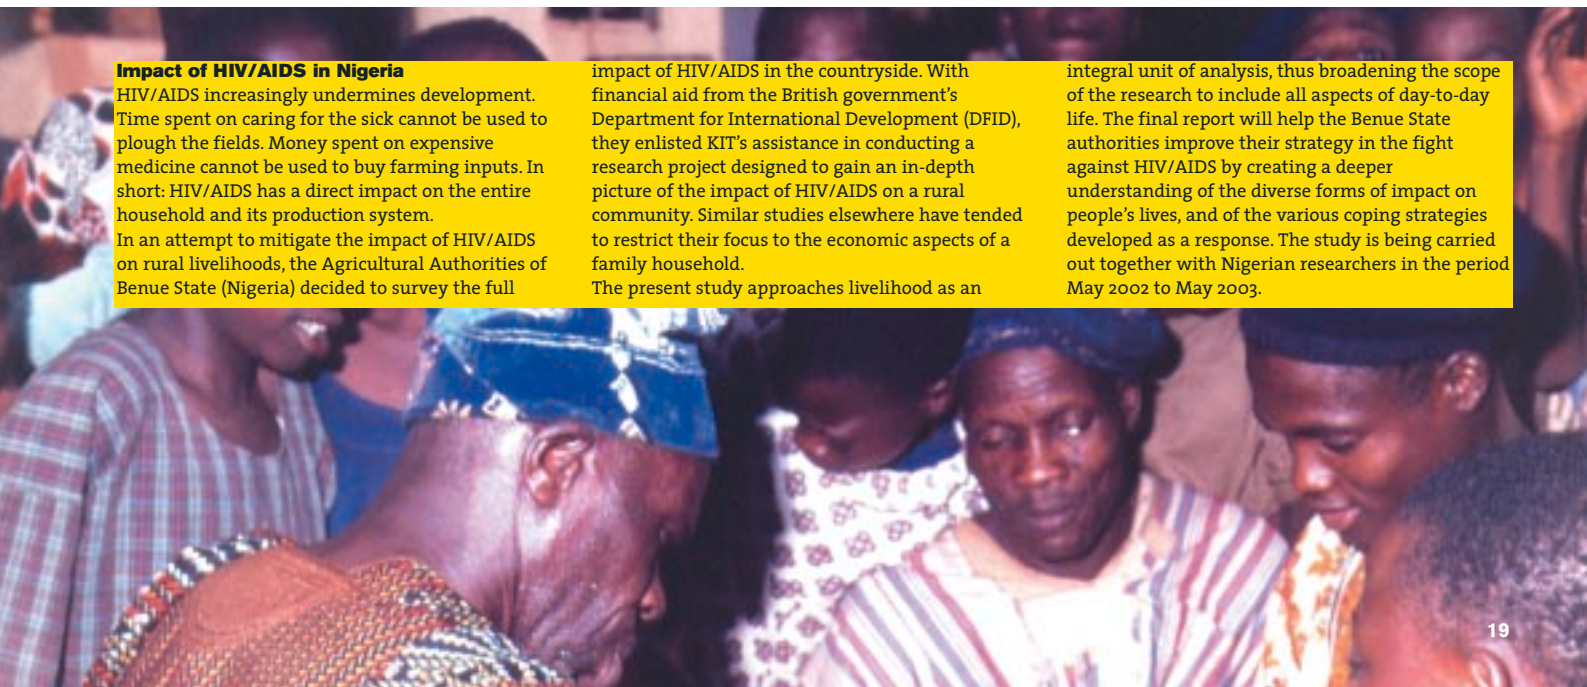 Impact of HIV/AIDS in Nigeria
HIV/AIDS increasingly undermines development.
Time spent on caring for the sick cannot be used to
plough the fields. Money spent on expensive
medicine cannot be used to buy farming inputs. In
short: HIV/AIDS has a direct impact on the entire
household and its production system.
In an attempt to mitigate the impact of HIV/AIDS
on rural livelihoods, the Agricultural Authorities of
Benue State (Nigeria) decided to survey the full
impact of HIV/AIDS in the countryside. With
financial aid from the British government’s
Department for International Development (DFID),
they enlisted KIT’s assistance in conducting a
research project designed to gain an in-depth
picture of the impact of HIV/AIDS on a rural
community. Similar studies elsewhere have tended
to restrict their focus to the economic aspects of a
family household.
The present study approaches livelihood as an
integral unit of analysis, thus broadening the scope
of the research to include all aspects of day-to-day
life. The final report will help the Benue State
authorities improve their strategy in the fight
against HIV/AIDS by creating a deeper
understanding of the diverse forms of impact on
people’s lives, and of the various coping strategies
developed as a response. The study is being carried
out together with Nigerian researchers in the period
May 2002 to May 2003.
19